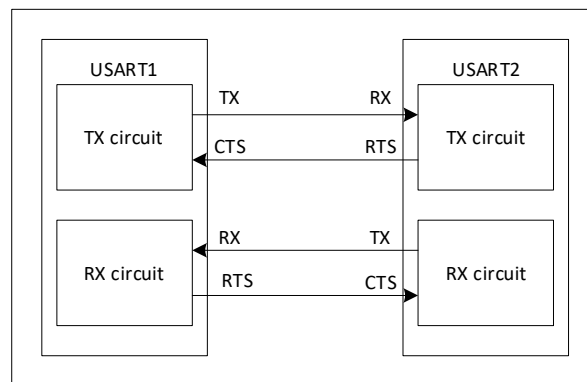 USART1 USART2
TX RX
TX circuit TX circuit
CTS RTS
RX TX
RX circuit RX circuit
RTS CTS